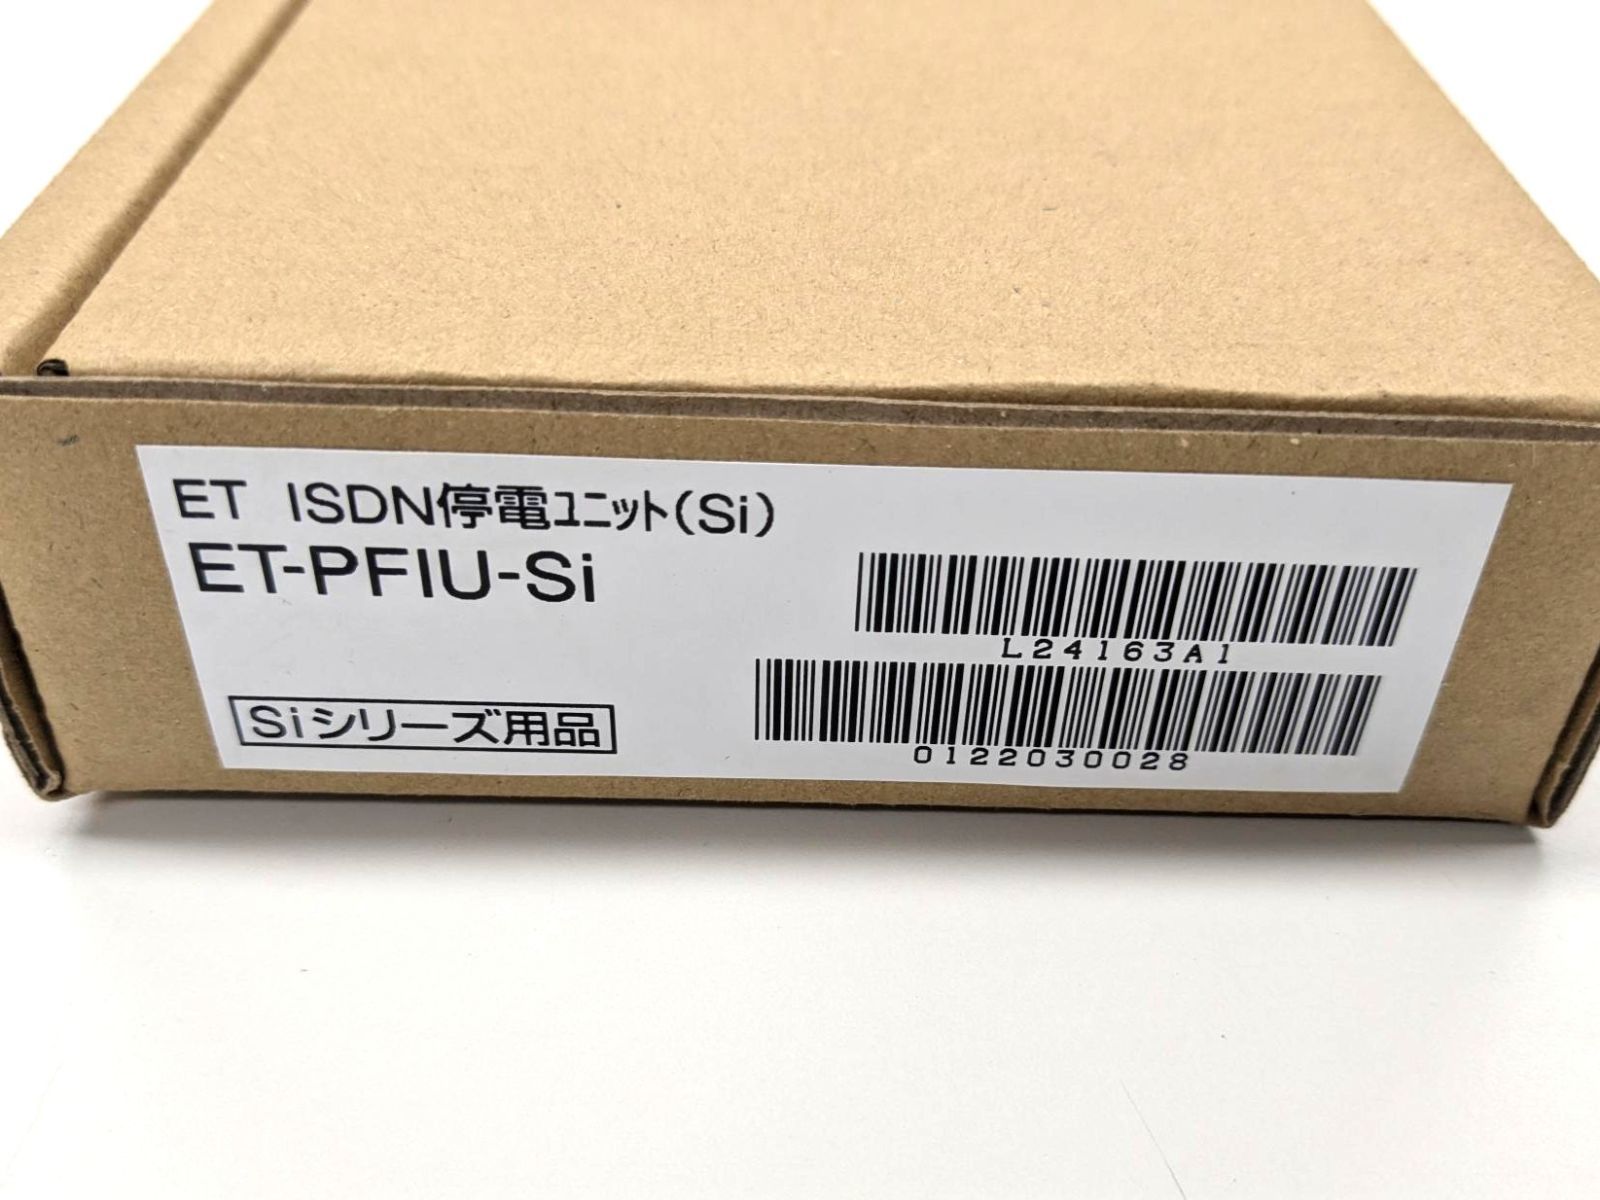 ET ISDN停電ユニット(Si)
ET-PFIU-Si
L24163A1
Siシリーズ用品
0122030028